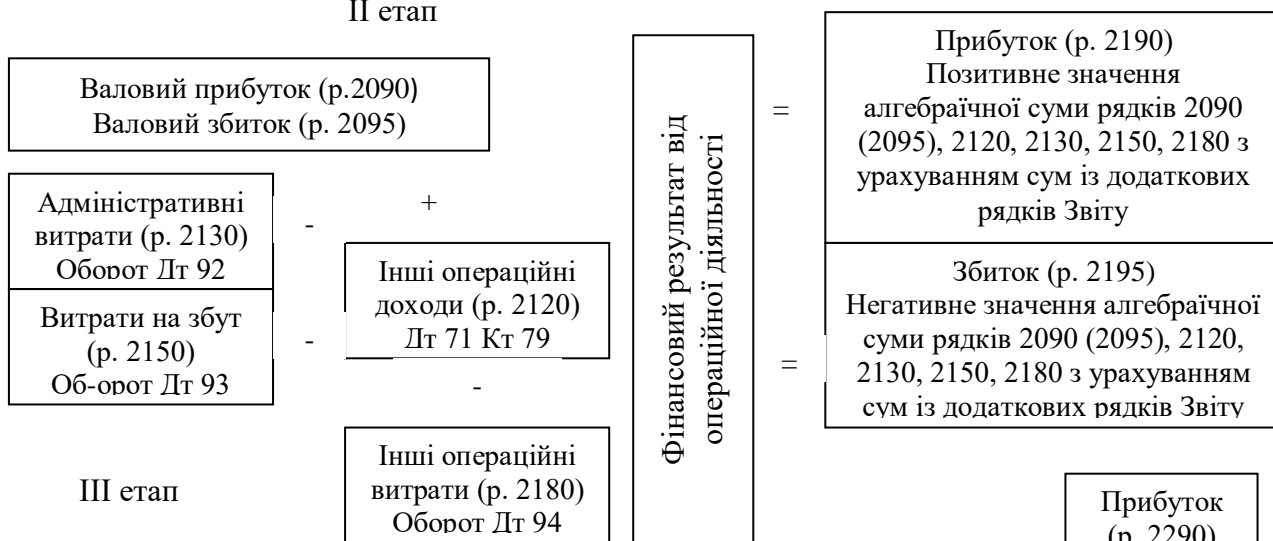 II етап
Валовий прибуток (р.2090)
Валовий збиток (р. 2095)
Адміністративні
витрати (р. 2130)
Оборот Дт 92
-
+
Витрати на збут
(р. 2150)
Об-орот Дт 93
-
Інші операційні
доходи (р. 2120)
Дт 71 Кт 79
-
Інші операційні
витрати (р. 2180)
Оборот Дт 94
Фінансовий результат від
операційної діяльності
=
Прибуток (р. 2190)
Позитивне значення
алгебраїчної суми рядків 2090
(2095), 2120, 2130, 2150, 2180 з
урахуванням сум із додаткових
рядків Звіту
=
Збиток (р. 2195)
Негативне значення алгебраїчної
суми рядків 2090 (2095), 2120,
2130, 2150, 2180 з урахуванням
сум із додаткових рядків Звіту
III етап
Прибуток
(р. 2290)